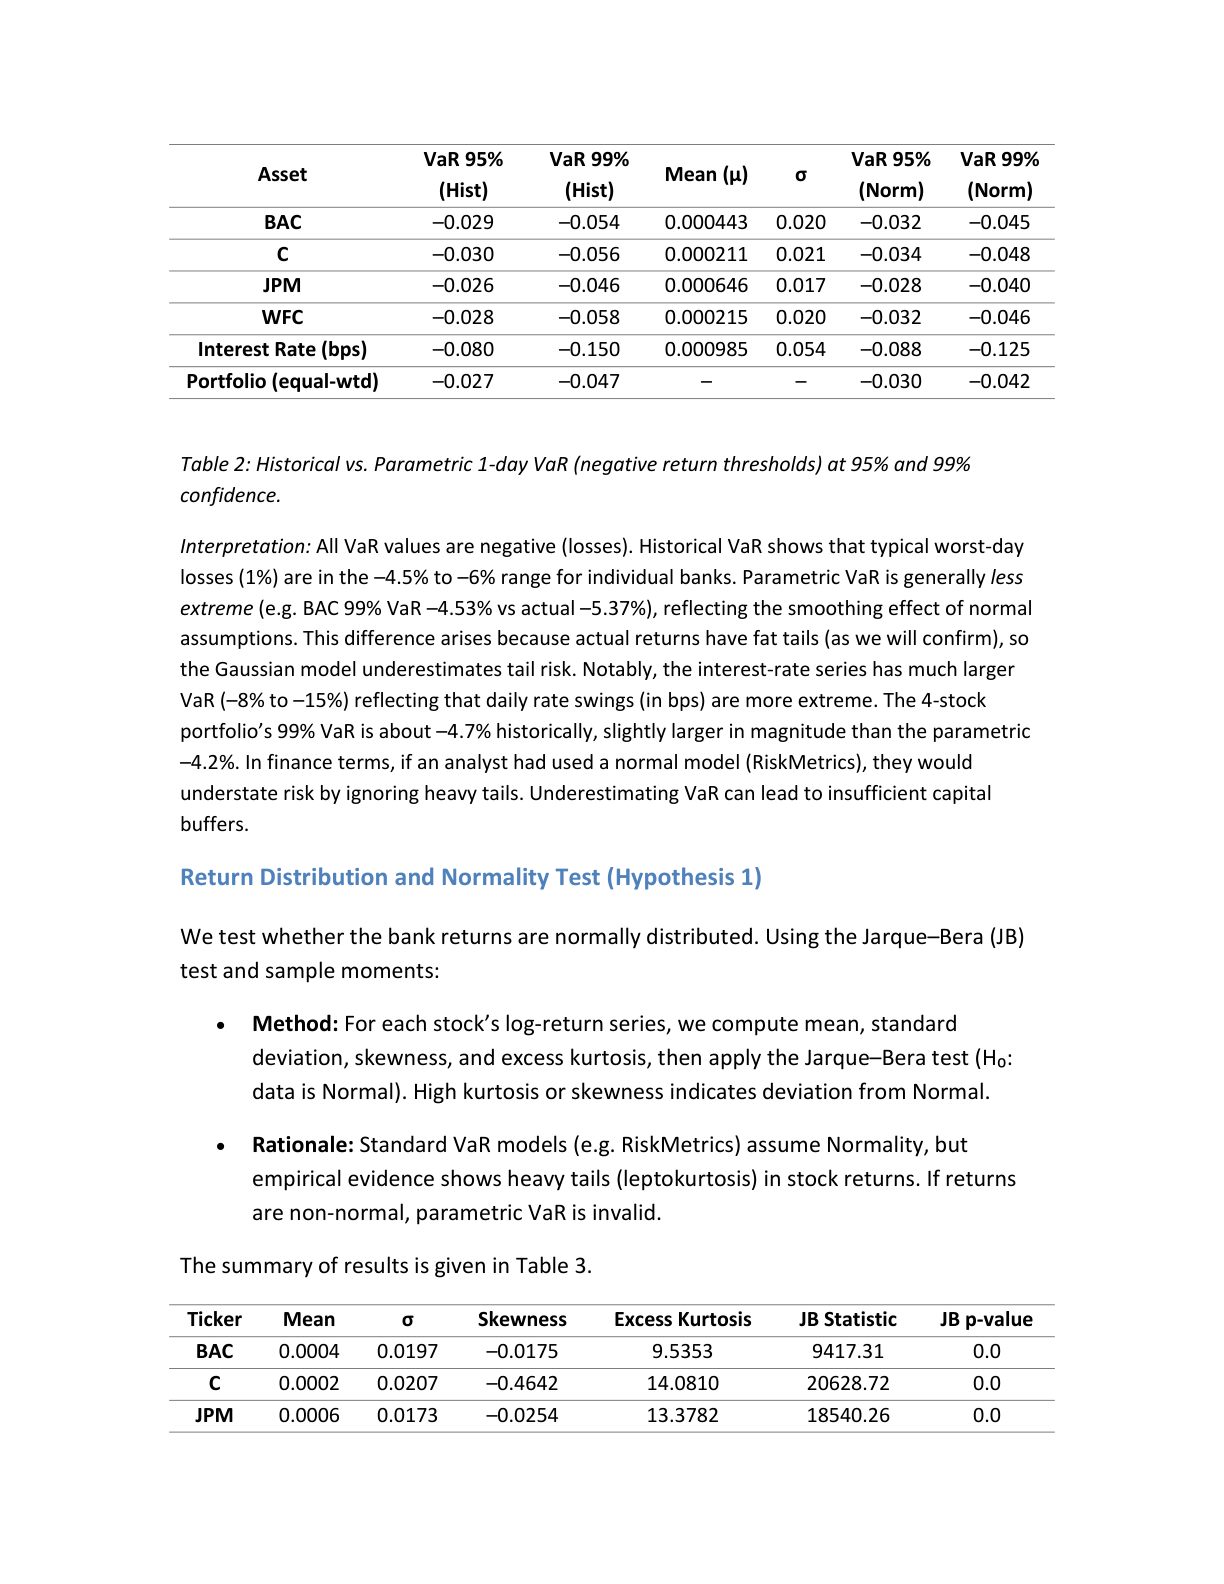 Asset VaR 95% (Hist) VaR 99% (Hist) Mean (μ) σ VaR 95% (Norm) VaR 99% (Norm)
BAC –0.029 –0.054 0.000443 0.020 –0.032 –0.045
C –0.030 –0.056 0.000211 0.021 –0.034 –0.048
JPM –0.026 –0.046 0.000646 0.017 –0.028 –0.040
WFC –0.028 –0.058 0.000215 0.020 –0.032 –0.046
Interest Rate (bps) –0.080 –0.150 0.000985 0.054 –0.088 –0.125
Portfolio (equal-wtd) –0.027 –0.047 – – –0.030 –0.042
Table 2: Historical vs. Parametric 1-day VaR (negative return thresholds) at 95% and 99%
confidence.
Interpretation: All VaR values are negative (losses). Historical VaR shows that typical worst-day
losses (1%) are in the –4.5% to –6% range for individual banks. Parametric VaR is generally less
extreme (e.g. BAC 99% VaR –4.53% vs actual –5.37%), reflecting the smoothing effect of normal
assumptions. This difference arises because actual returns have fat tails (as we will confirm), so
the Gaussian model underestimates tail risk. Notably, the interest-rate series has much larger
VaR (–8% to –15%) reflecting that daily rate swings (in bps) are more extreme. The 4-stock
portfolio’s 99% VaR is about –4.7% historically, slightly larger in magnitude than the parametric
–4.2%. In finance terms, if an analyst had used a normal model (RiskMetrics), they would
understate risk by ignoring heavy tails. Underestimating VaR can lead to insufficient capital
buffers.
Return Distribution and Normality Test (Hypothesis 1)
We test whether the bank returns are normally distributed. Using the Jarque–Bera (JB)
test and sample moments:
• Method: For each stock’s log-return series, we compute mean, standard
deviation, skewness, and excess kurtosis, then apply the Jarque–Bera test (H₀:
data is Normal). High kurtosis or skewness indicates deviation from Normal.
• Rationale: Standard VaR models (e.g. RiskMetrics) assume Normality, but
empirical evidence shows heavy tails (leptokurtosis) in stock returns. If returns
are non-normal, parametric VaR is invalid.
The summary of results is given in Table 3.
Ticker Mean σ Skewness Excess Kurtosis JB Statistic JB p-value
BAC 0.0004 0.0197 –0.0175 9.5353 9417.31 0.0
C 0.0002 0.0207 –0.4642 14.0810 20628.72 0.0
JPM 0.0006 0.0173 –0.0254 13.3782 18540.26 0.0